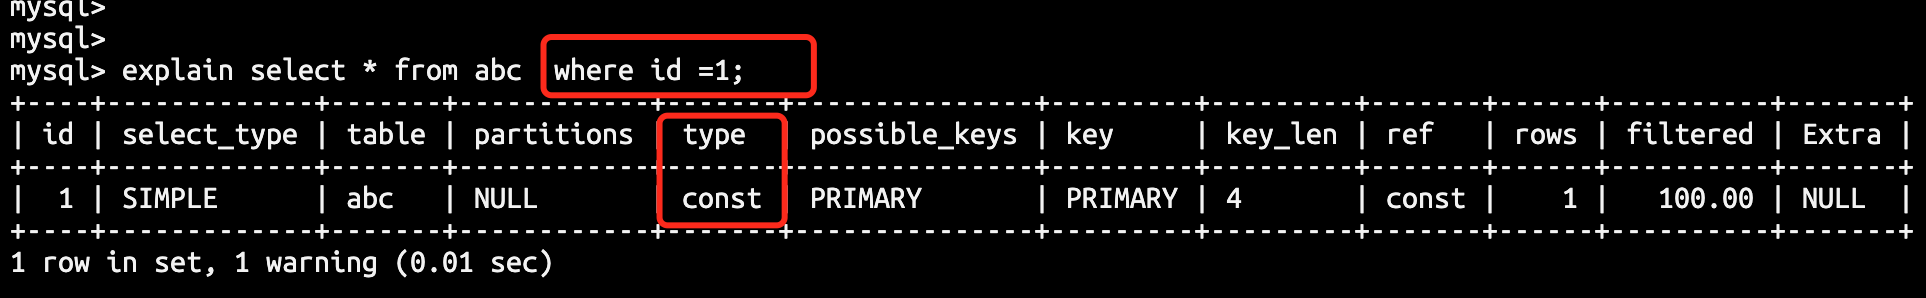 mysql>
mysql>
mysql> explain select * from abc  where id =1;
+----+-------------+-------+------------+-------+---------------+---------+---------+-------+------+----------+-------+
| id | select_type | table | partitions | type  | possible_keys | key     | key_len | ref   | rows | filtered | Extra |
+----+-------------+-------+------------+-------+---------------+---------+---------+-------+------+----------+-------+
|  1 | SIMPLE      | abc   | NULL       | const | PRIMARY       | PRIMARY | 4       | const |    1 |   100.00 | NULL  |
+----+-------------+-------+------------+-------+---------------+---------+---------+-------+------+----------+-------+
1 row in set, 1 warning (0.01 sec)